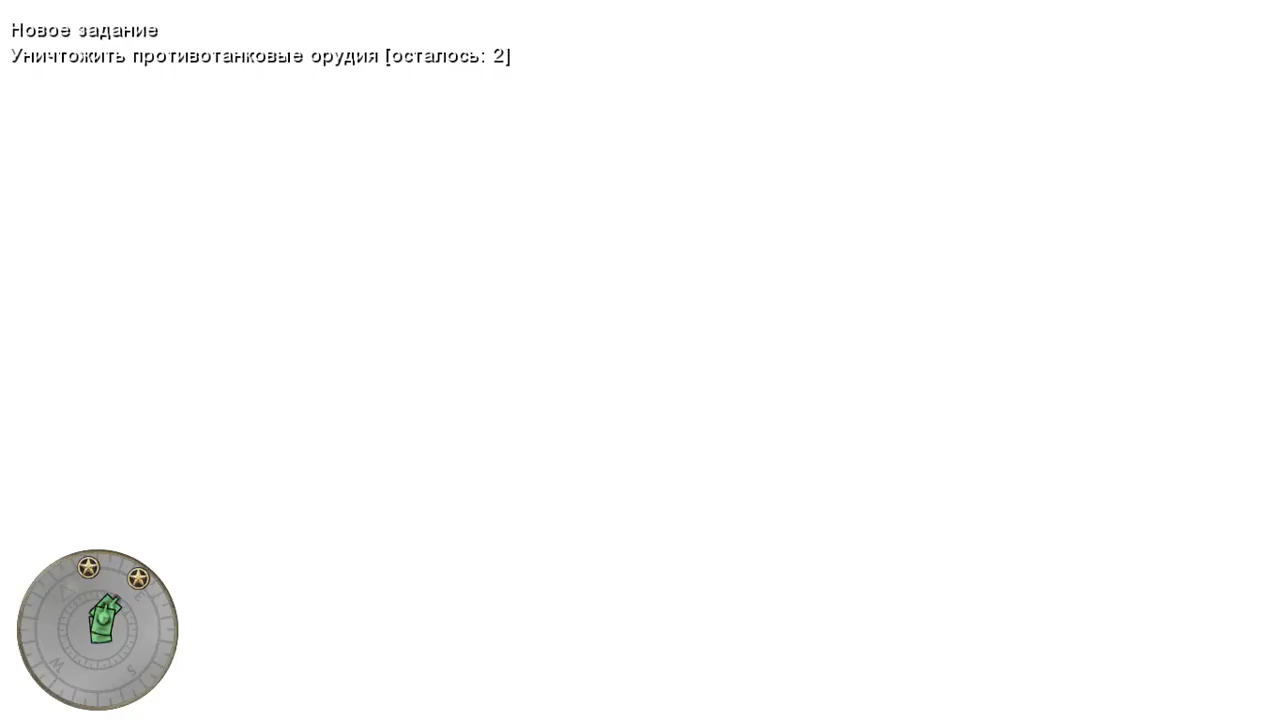 Новое задание
Уничтожить противотанковые орудия [осталось: 2]
E
W
S